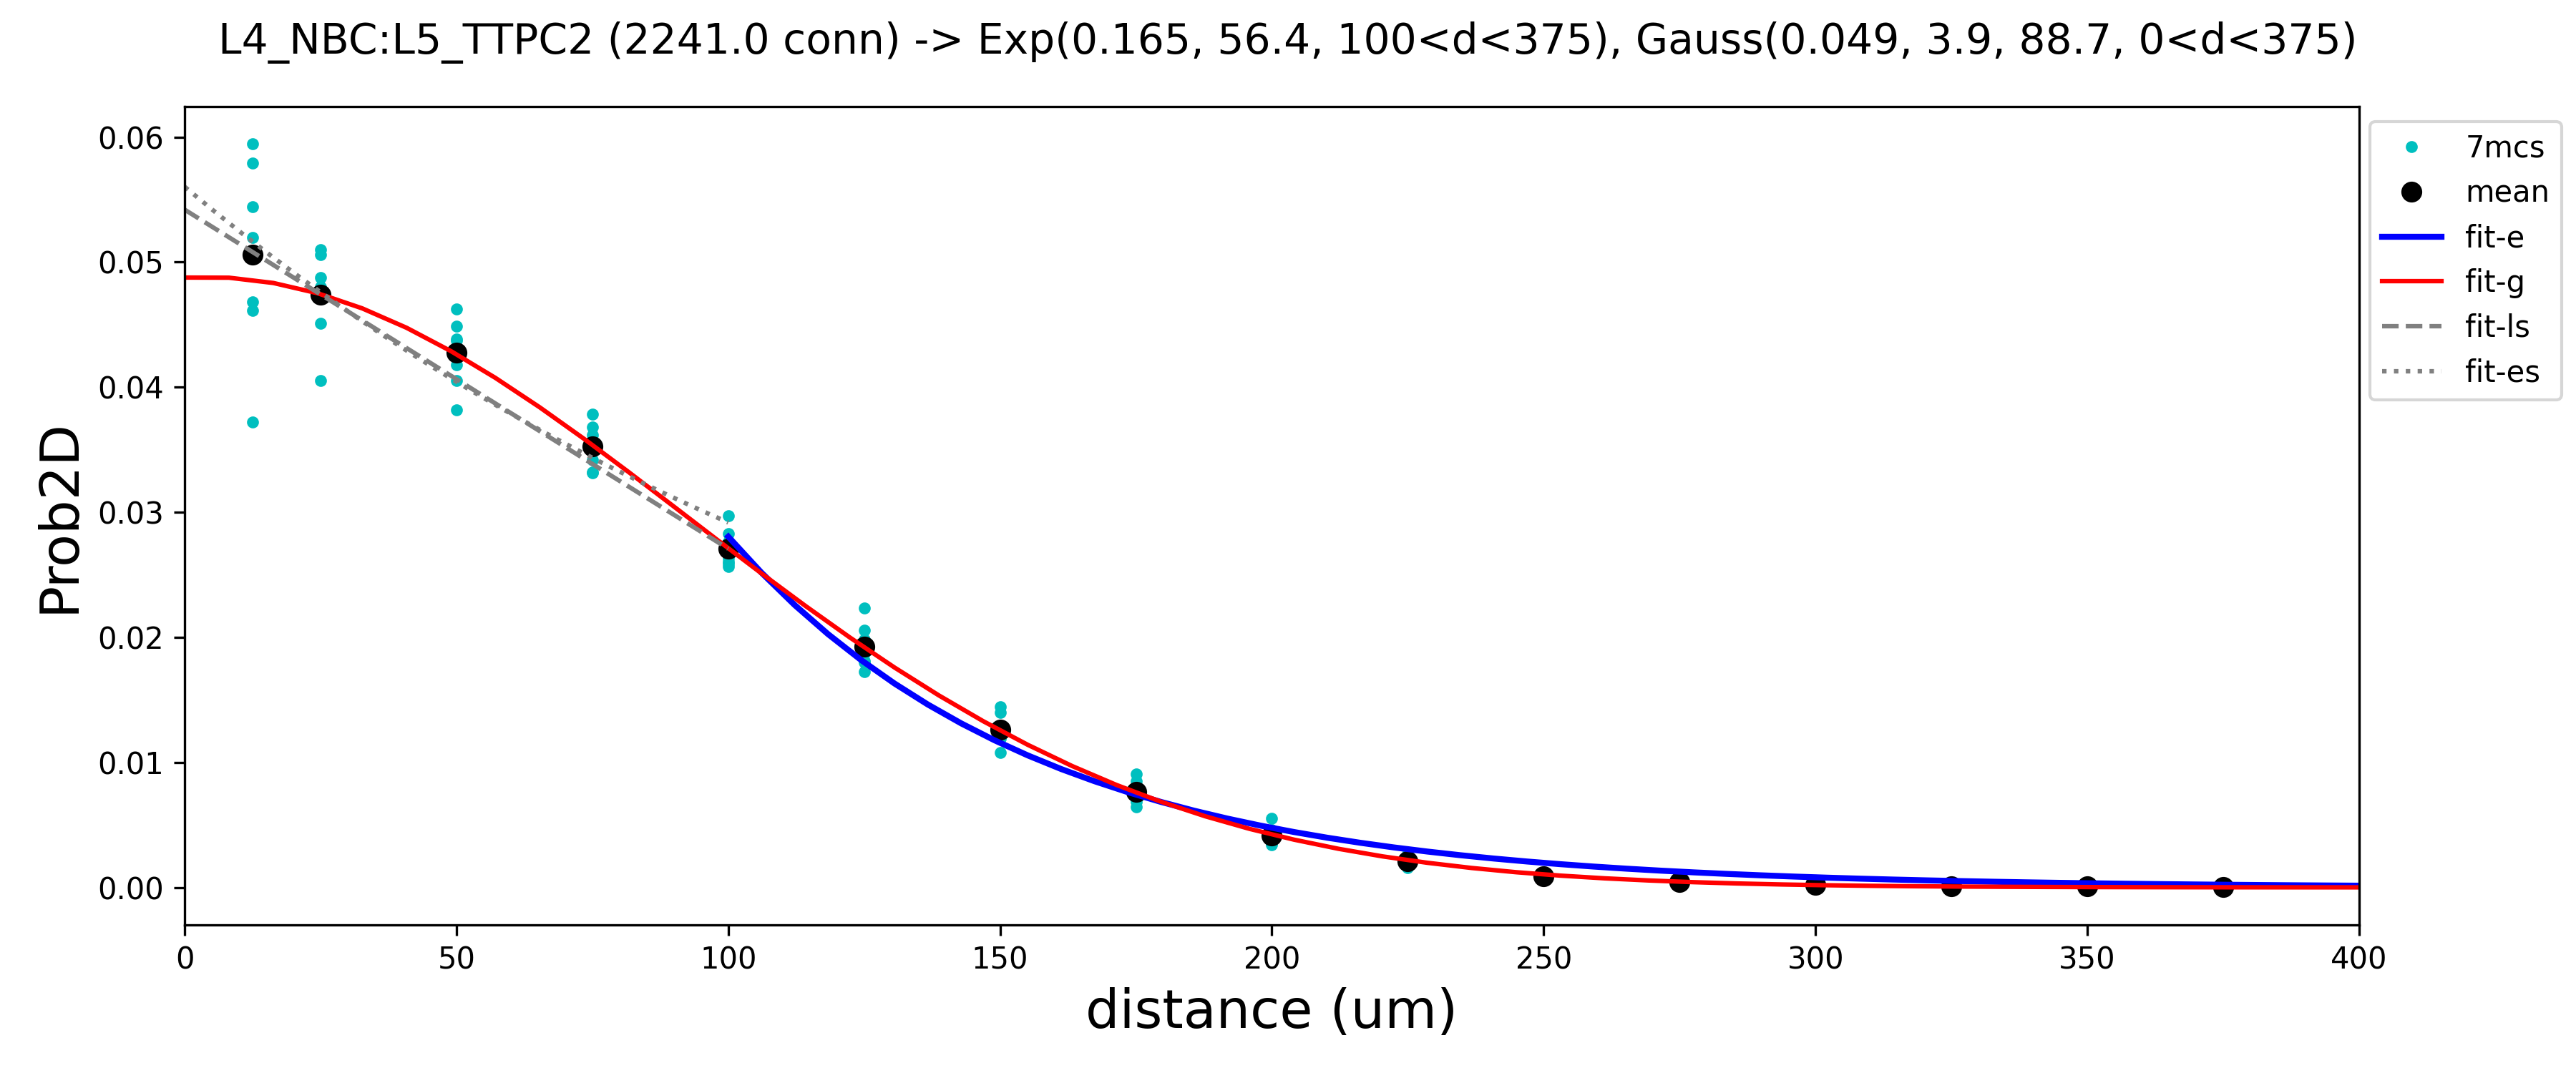 L4_NBC:L5_TTPC2 (2241.0 conn) -> Exp(0.165, 56.4, 100<d<375), Gauss(0.049, 3.9, 88.7, 0<d<375)
0.06
0.05
0.04
0.03
0.02
0.01
0.00
Prob2D
0 50 100 150 200 250 300 350 400
distance (um)
7mcs
mean
fit-e
fit-g
fit-ls
fit-es